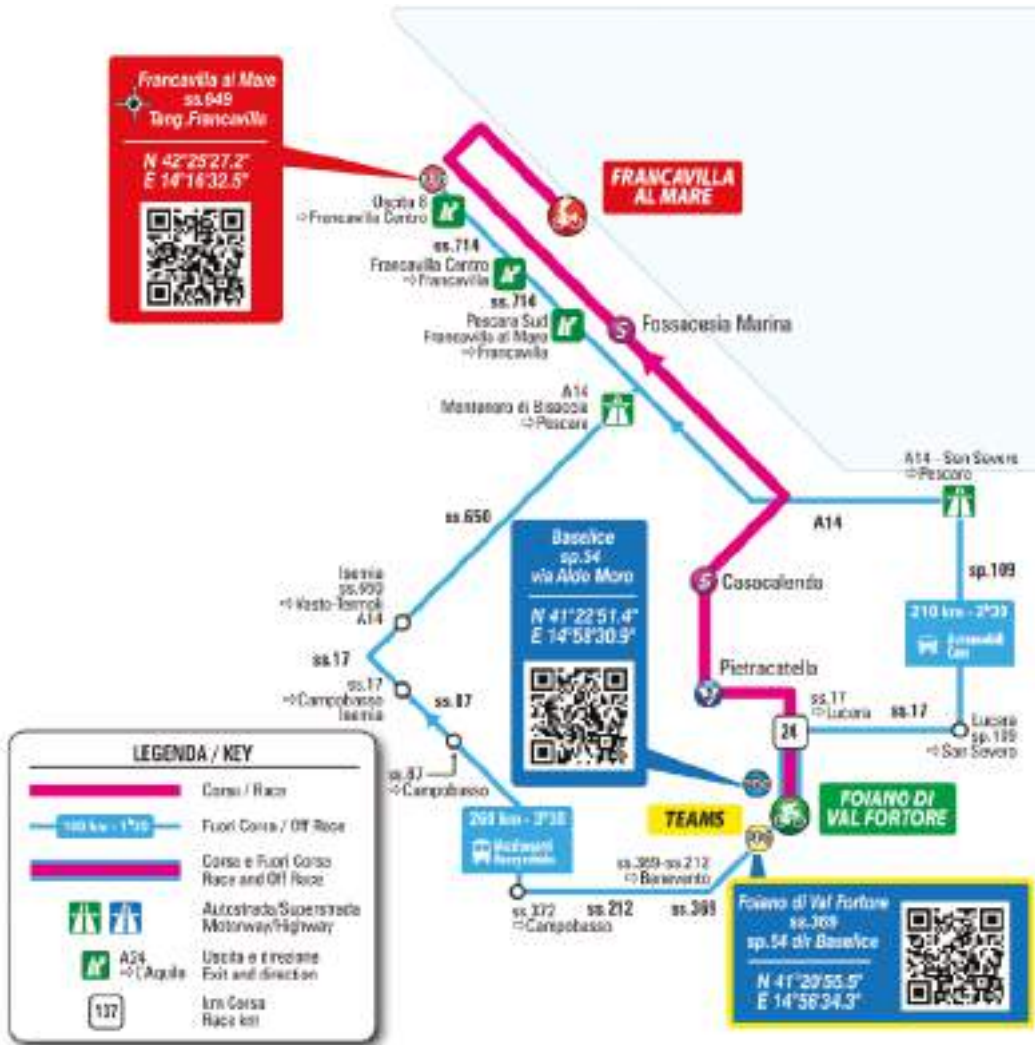 Francavilla al Mare
ss.649
Tang.Francavilla
N 42°25'27.2"
E 14°16'32.5"
FRANCAVILLA
AL MARE
Uscita 8
⇨Francavilla Centro
ss.714
Francavilla Centro
⇨Francavilla
ss.714
Pescara Sud
Francavilla al Mare
⇨Francavilla
S Fossacesia Marina
A14
Montenero di Bisaccia
⇨Pescara
A14 - San Severo
⇨Pescara
A14
ss.650
sp.109
Baselice
sp.54
via Aldo Moro
N 41°22'51.4"
E 14°58'30.9"
S Casacalenda
Isernia
ss.650
⇨Vasto-Termoli
A14
210 km - 2h30
ss.17
Pietracatella
ss.17
⇨Campobasso
Isernia
ss.87
ss.17
⇨Lucera
ss.17
24
Lucera
sp.109
⇨San Severo
ss.87
⇨Campobasso
TEAMS
FOIANO DI
VAL FORTORE
ss.369-ss.212
⇨Benevento
ss.372
⇨Campobasso
ss.212
ss.369
Foiano di Val Fortore
ss.369
sp.54 dir Baselice
N 41°20'55.5"
E 14°56'34.3"
LEGENDA / KEY
Corsa / Race
100 km - 1h30 Fuori Corsa / Off Race
Corsa e Fuori Corsa
Race and Off Race
Autostrada/Superstrada
Motorway/Highway
A24
⇨L'Aquila
Uscita e direzione
Exit and direction
137
km Corsa
Race km